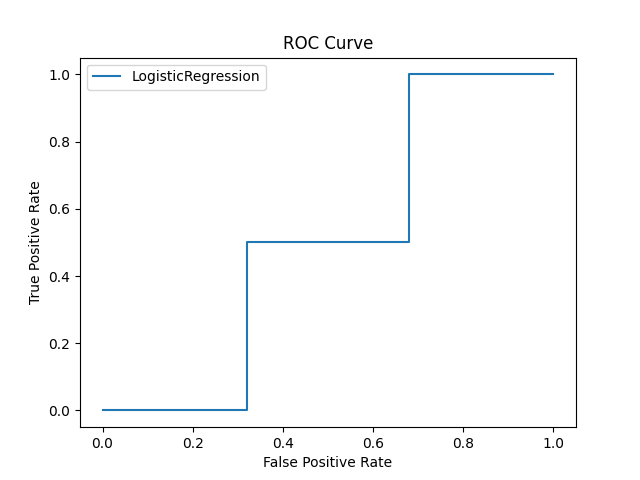 ROC Curve
LogisticRegression
1.0
0.8
0.6
0.4
0.2
0.0
True Positive Rate
0.0 0.2 0.4 0.6 0.8 1.0
False Positive Rate